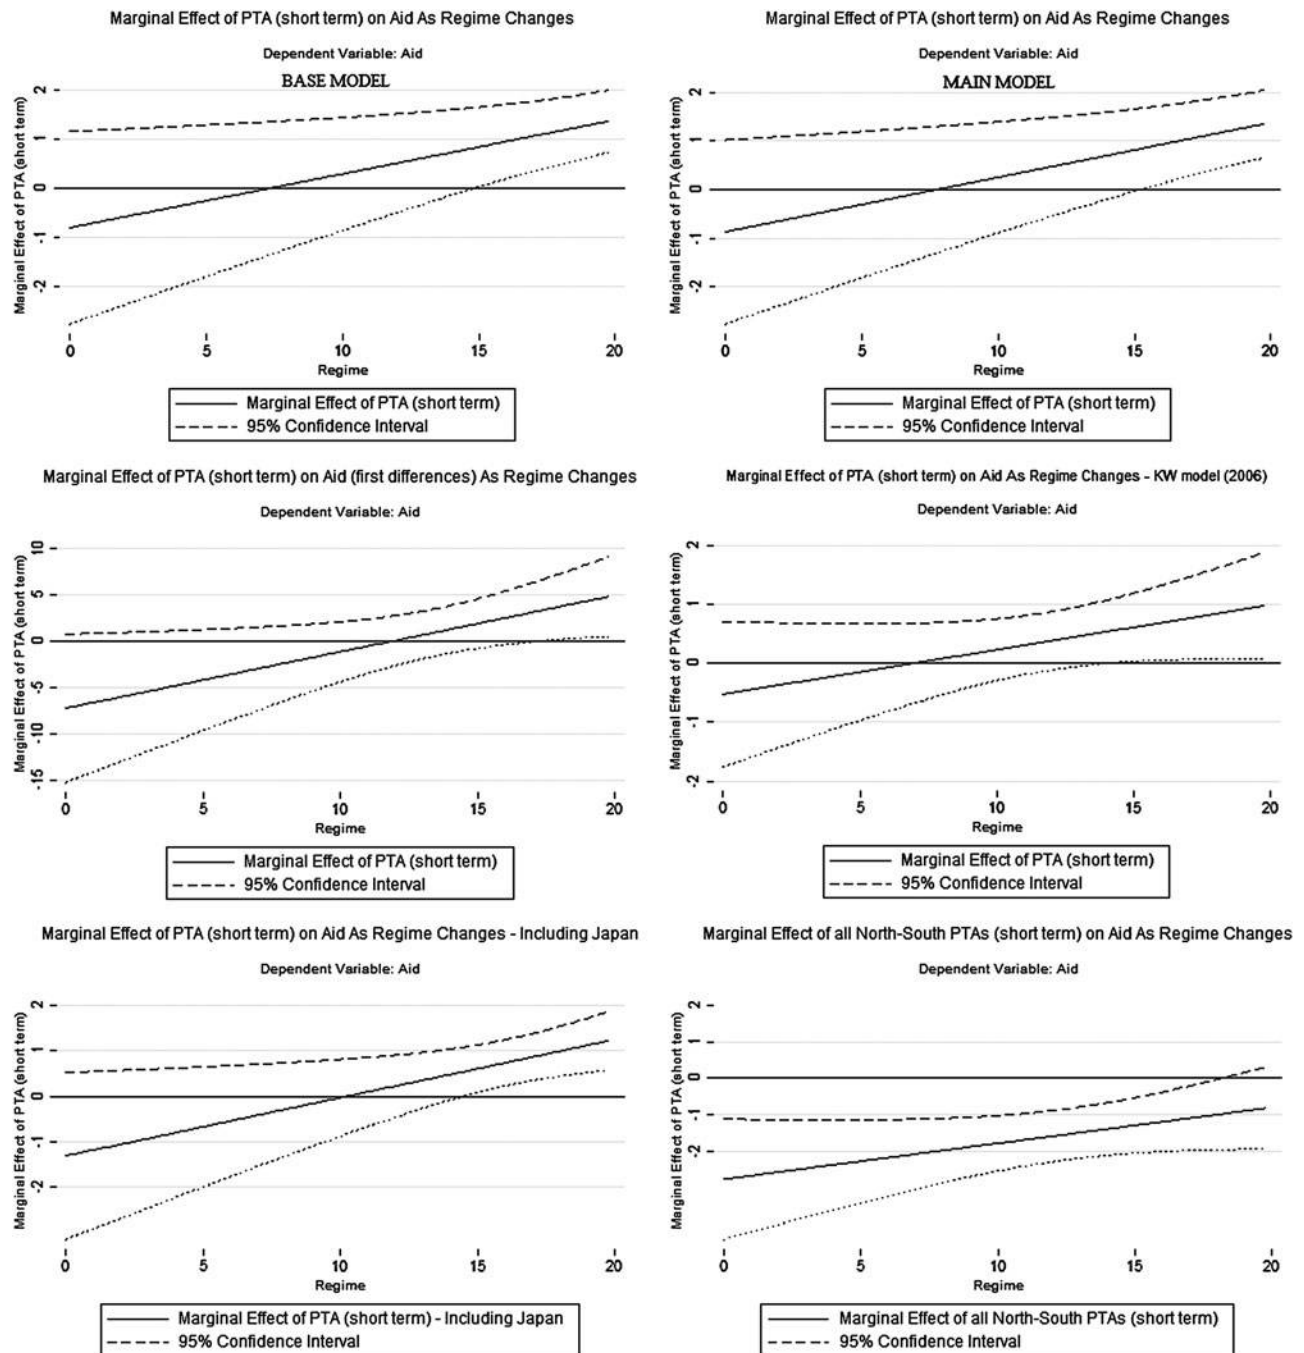 Marginal Effect of PTA (short term) on Aid As Regime Changes
Dependent Variable: Aid
BASE MODEL
Marginal Effect of PTA (short term)
2
1
0
-1
-2
0 5 10 15 20
Regime
Marginal Effect of PTA (short term)
95% Confidence Interval
Marginal Effect of PTA (short term) on Aid As Regime Changes
Dependent Variable: Aid
MAIN MODEL
Marginal Effect of PTA (short term)
2
1
0
-1
-2
0 5 10 15 20
Regime
Marginal Effect of PTA (short term)
95% Confidence Interval
Marginal Effect of PTA (short term) on Aid (first differences) As Regime Changes
Dependent Variable: Aid
Marginal Effect of PTA (short term)
10
5
0
-5
-10
-15
0 5 10 15 20
Regime
Marginal Effect of PTA (short term)
95% Confidence Interval
Marginal Effect of PTA (short term) on Aid As Regime Changes - KW model (2006)
Dependent Variable: Aid
Marginal Effect of PTA (short term)
2
1
0
-1
-2
0 5 10 15 20
Regime
Marginal Effect of PTA (short term)
95% Confidence Interval
Marginal Effect of PTA (short term) on Aid As Regime Changes - Including Japan
Dependent Variable: Aid
Marginal Effect of PTA (short term)
2
1
0
-1
-2
0 5 10 15 20
Regime
Marginal Effect of PTA (short term) - Including Japan
95% Confidence Interval
Marginal Effect of all North-South PTAs (short term) on Aid As Regime Changes
Dependent Variable: Aid
Marginal Effect of PTA (short term)
2
1
0
-1
-2
0 5 10 15 20
Regime
Marginal Effect of all North-South PTAs (short term)
95% Confidence Interval